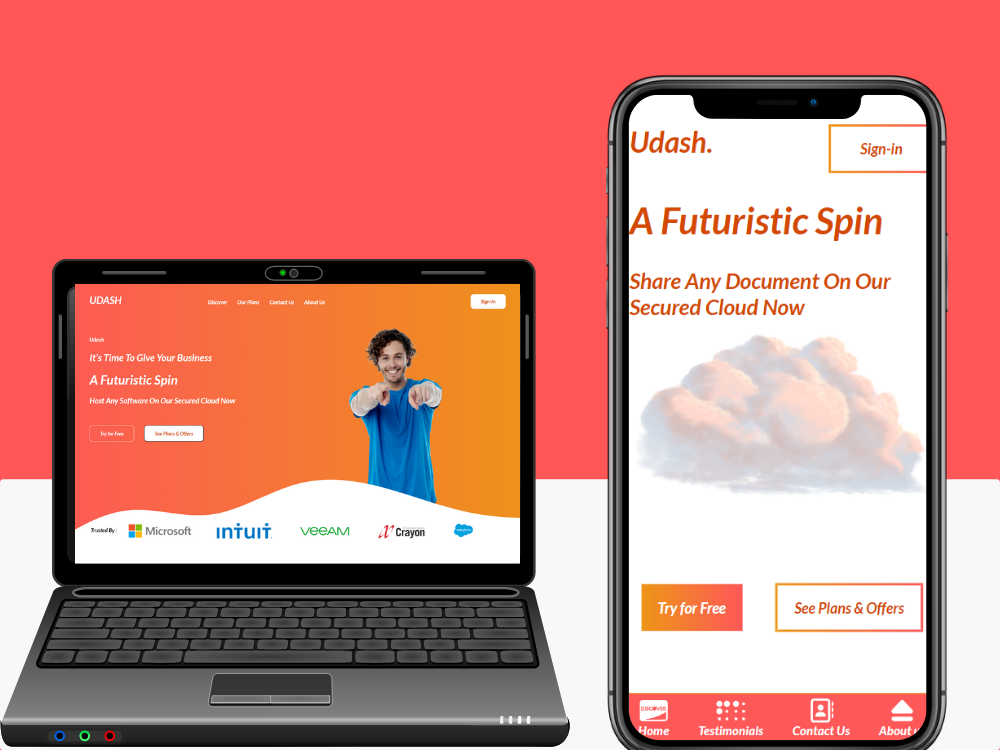 UDASH
Discover Our Plans Contact Us About Us
Sign-in
Udash
It's Time To Give Your Business
A Futuristic Spin
Host Any Software On Our Secured Cloud Now
Try for Free
See Plans & Offers
Trusted By :
Microsoft
INTUIT
veeAM
Crayon
Udash.
Sign-in
A Futuristic Spin
Share Any Document On Our
Secured Cloud Now
Try for Free
See Plans & Offers
DISCOVER
Home Testimonials Contact Us About